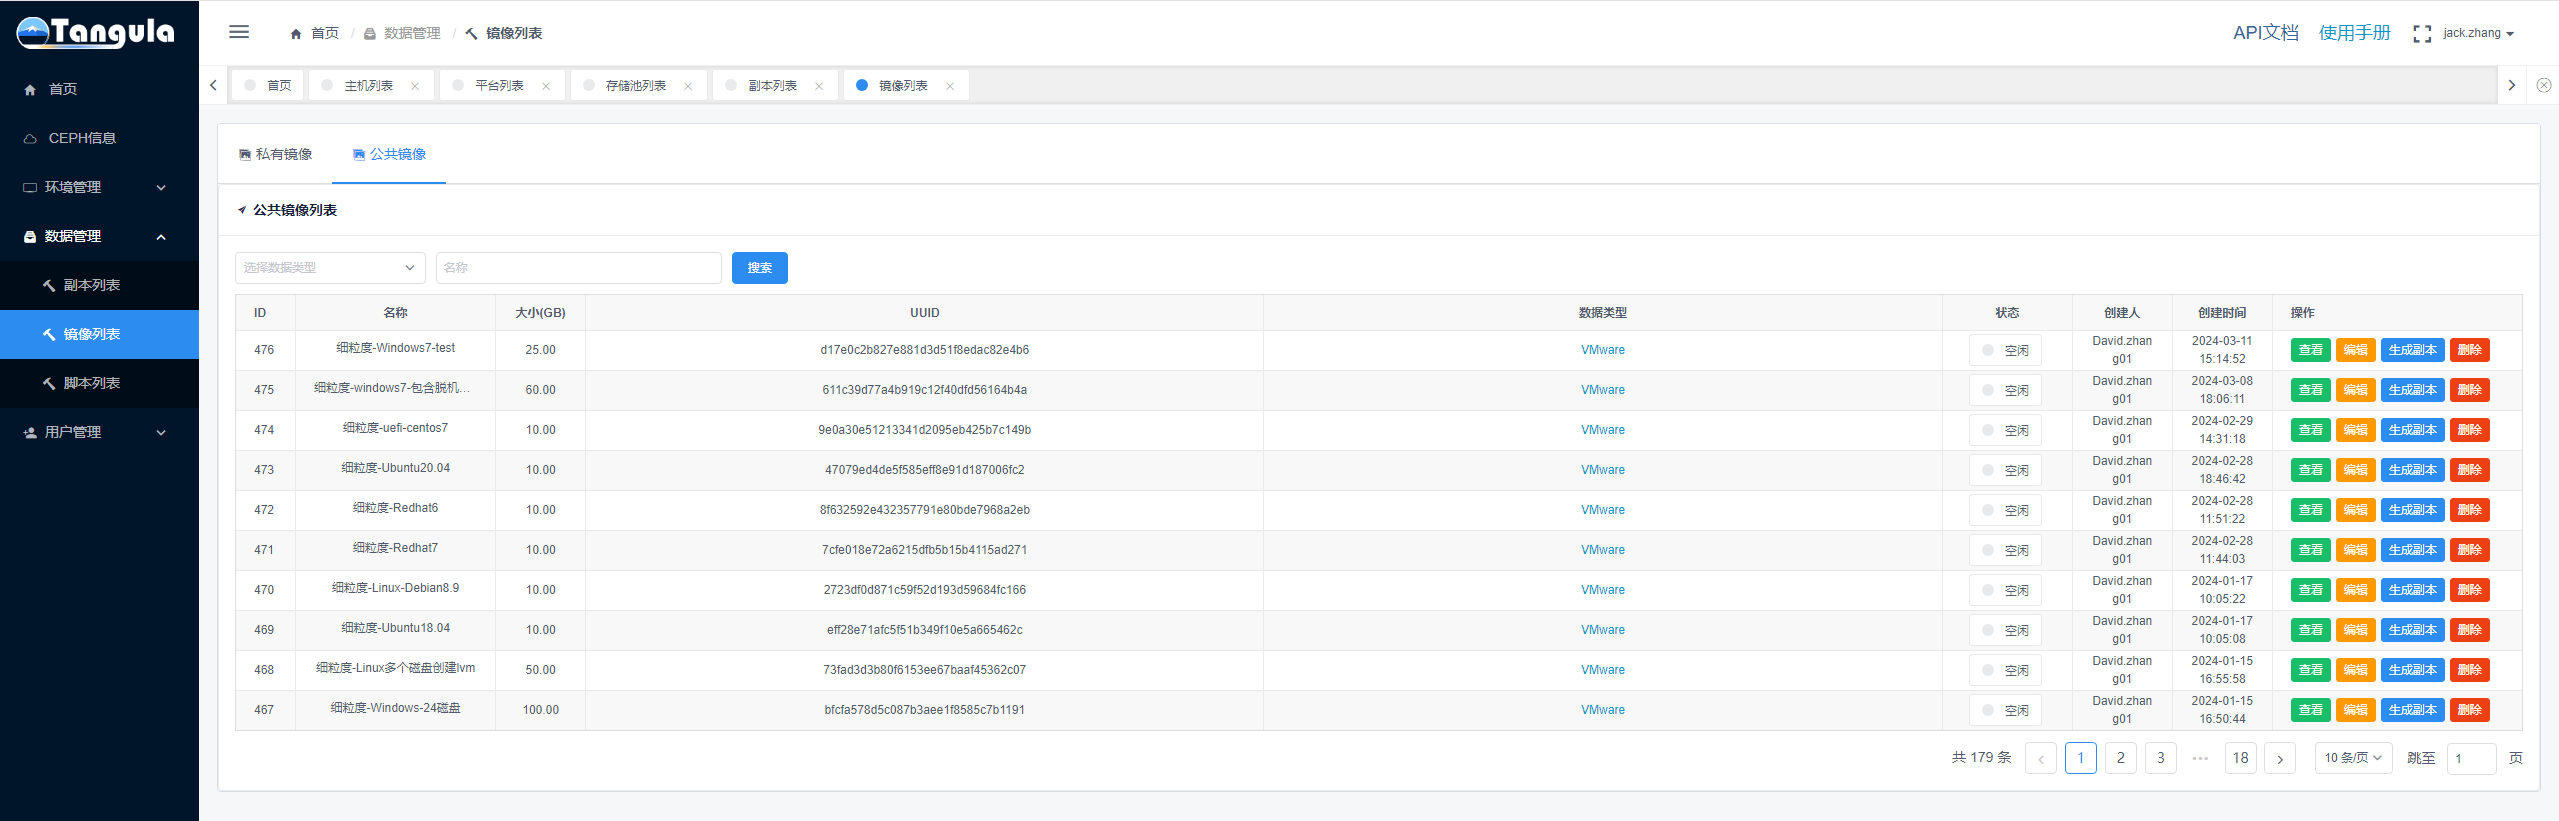 Tangula
首页
CEPH信息
环境管理
数据管理
副本列表
镜像列表
脚本列表
用户管理
首页 / 数据管理 / 镜像列表
API文档 使用手册 jack.zhang
首页 主机列表 平台列表 存储池列表 副本列表 镜像列表
私有镜像 公共镜像
公共镜像列表
选择数据类型 名称 搜索
ID 名称 大小(GB) UUID 数据类型 状态 创建人 创建时间 操作
476 细粒度-Windows7-test 25.00 d17e0c2b827e881d3d51f8edac82e4b6 VMware 空闲 David.zhang01 2024-03-11 15:14:52 查看 编辑 生成副本 删除
475 细粒度-windows7-包含脱机... 60.00 611c39d77a4b919c12f40dfd56164b4a VMware 空闲 David.zhang01 2024-03-08 18:06:11 查看 编辑 生成副本 删除
474 细粒度-uefi-centos7 10.00 9e0a30e51213341d2095eb425b7c149b VMware 空闲 David.zhang01 2024-02-29 14:31:18 查看 编辑 生成副本 删除
473 细粒度-Ubuntu20.04 10.00 47079ed4de5f585eff8e91d187006fc2 VMware 空闲 David.zhang01 2024-02-28 18:46:42 查看 编辑 生成副本 删除
472 细粒度-Redhat6 10.00 8f632592e432357791e80bde7968a2eb VMware 空闲 David.zhang01 2024-02-28 11:51:22 查看 编辑 生成副本 删除
471 细粒度-Redhat7 10.00 7cfe018e72a6215dfb5b15b4115ad271 VMware 空闲 David.zhang01 2024-02-28 11:44:03 查看 编辑 生成副本 删除
470 细粒度-Linux-Debian8.9 10.00 2723df0d871c59f52d193d59684fc166 VMware 空闲 David.zhang01 2024-01-17 10:05:22 查看 编辑 生成副本 删除
469 细粒度-Ubuntu18.04 10.00 eff28e71afc5f51b349f10e5a665462c VMware 空闲 David.zhang01 2024-01-17 10:05:08 查看 编辑 生成副本 删除
468 细粒度-Linux多个磁盘创建lvm 50.00 73fad3d3b80f6153ee67baaf45362c07 VMware 空闲 David.zhang01 2024-01-15 16:55:58 查看 编辑 生成副本 删除
467 细粒度-Windows-24磁盘 100.00 bfcfa578d5c087b3aee1f8585c7b1191 VMware 空闲 David.zhang01 2024-01-15 16:50:44 查看 编辑 生成副本 删除
共 179 条 1 2 3 ••• 18 10 条/页 跳至 1 页